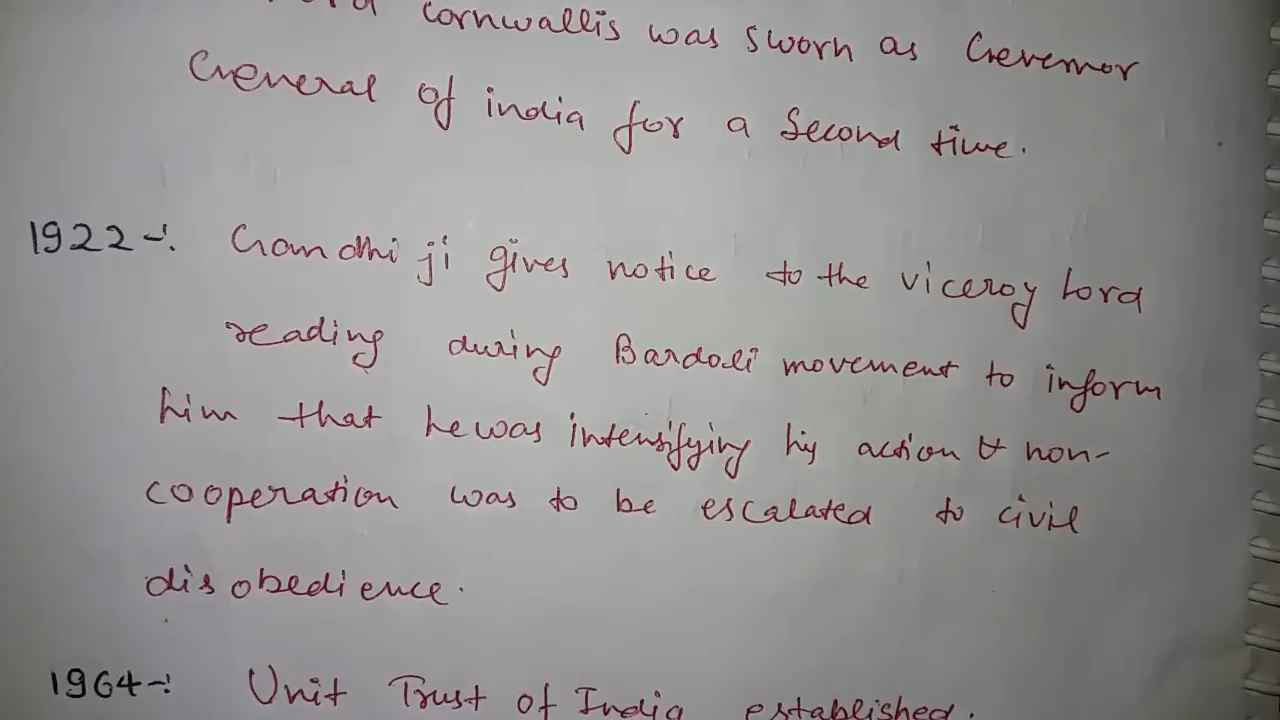 Cornwallis was sworn as Governor
General of india for a Second time.
1922-: Gandhi ji gives notice to the viceroy Lord
reading during Bardoli movement to inform
him that he was intensifying his action & non-
cooperation was to be escalated to civil
disobedience.
1964-: Unit Trust of India established.